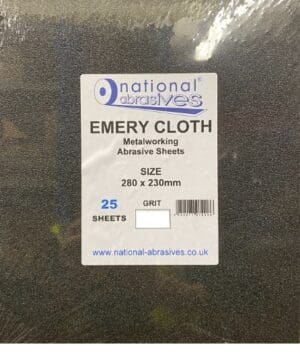 national®
abrasives
EMERY CLOTH
Metalworking
Abrasive Sheets
SIZE
280 x 230mm
25 GRIT
SHEETS
www.national-abrasives.co.uk